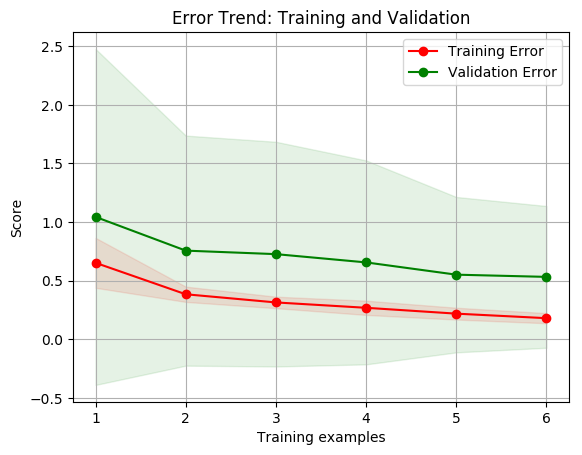 Error Trend: Training and Validation
Training Error
Validation Error
Score
2.5
2.0
1.5
1.0
0.5
0.0
−0.5
1 2 3 4 5 6
Training examples